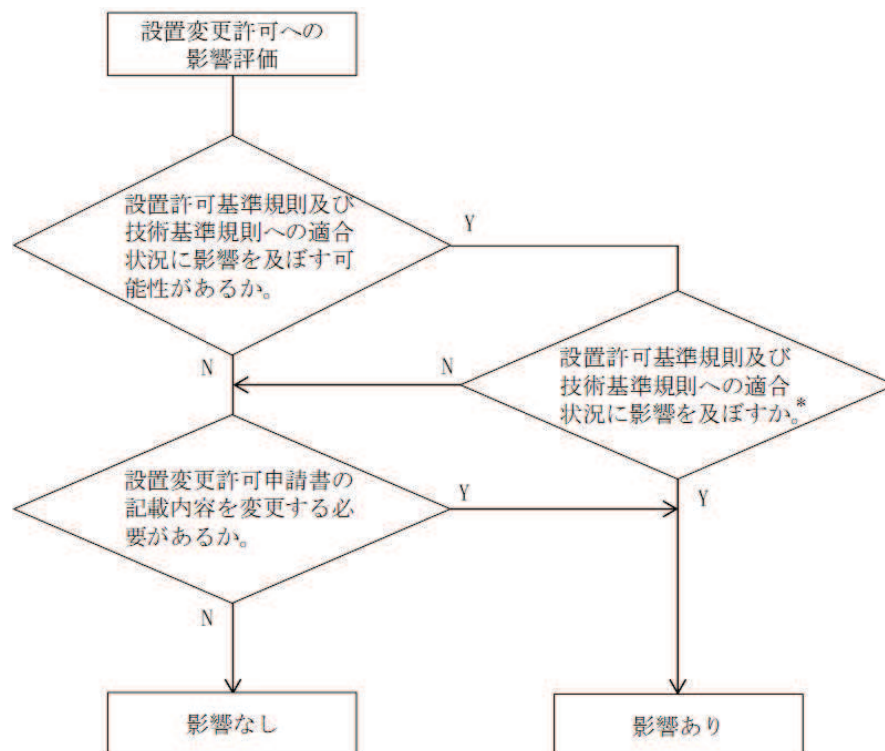 設置変更許可への
影響評価
設置許可基準規則及び
技術基準規則への適合
状況に影響を及ぼす可
能性があるか。
Y
N
設置許可基準規則及び
技術基準規則への適合
状況に影響を及ぼすか。*
N
Y
設置変更許可申請書の
記載内容を変更する必
要があるか。
Y
N
影響なし
影響あり